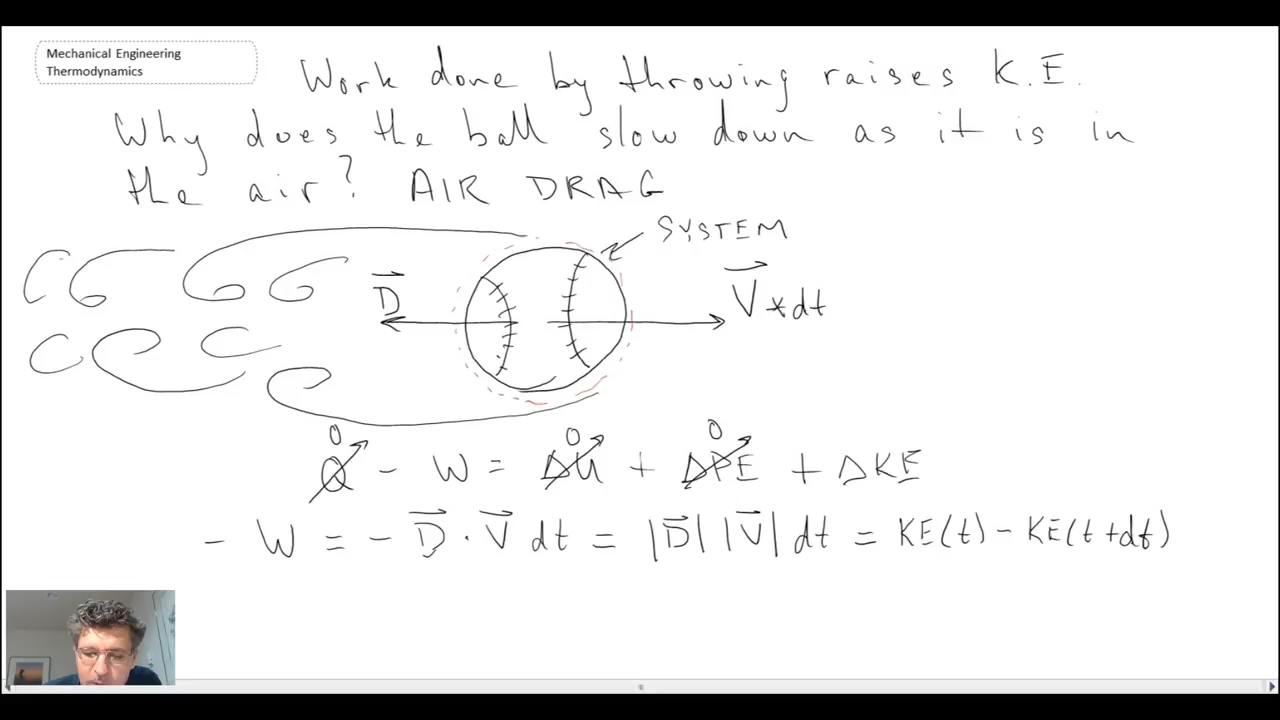 Mechanical Engineering
Thermodynamics
Work done by throwing raises K.E.
Why does the ball slow down as it is in
the air? AIR DRAG
SYSTEM
D⃗
V⃗ * dt
0 0 0
Q - W = ΔU + ΔPE + ΔKE
- W = - D⃗ · V⃗ dt = |D⃗| |V⃗| dt = KE(t) - KE(t+dt)